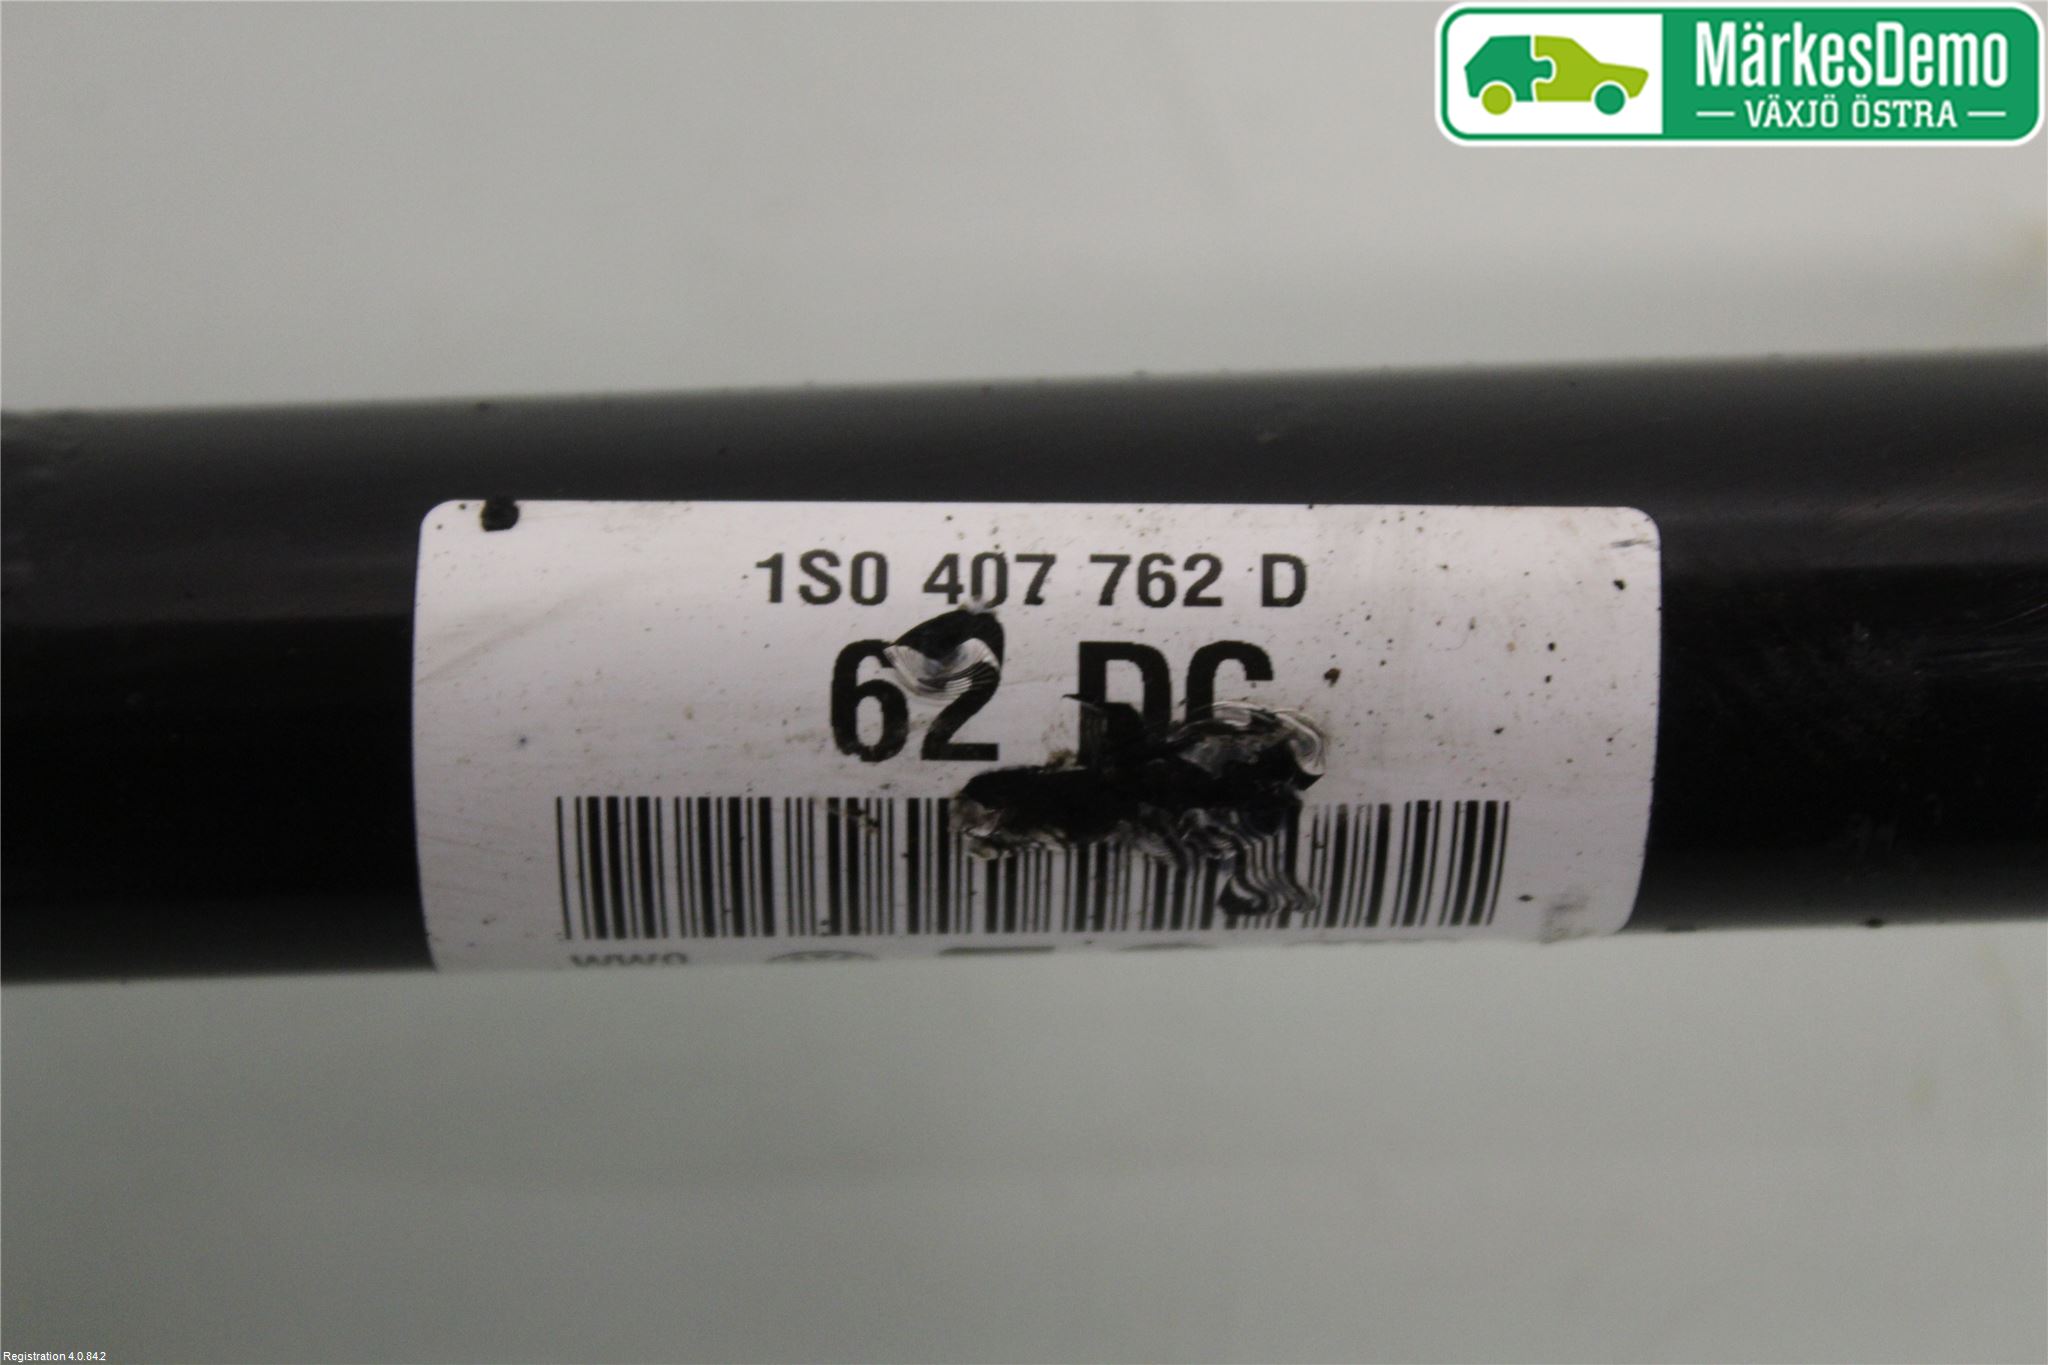 MärkesDemo
VÄXJÖ ÖSTRA
1S0 407 762 D
62 DC
Registration 4.0.84.2